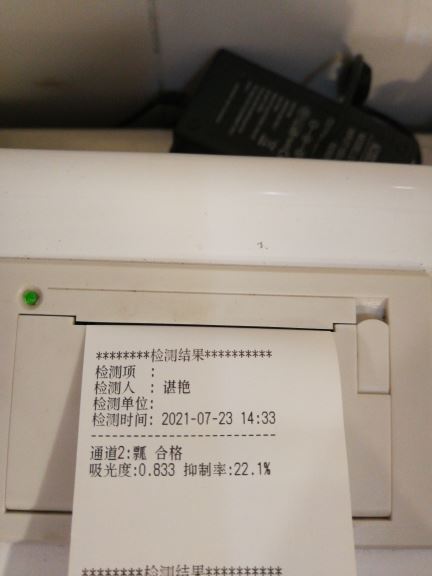 ********检测结果**********
检测项 :
检测人 : 谌艳
检测单位:
检测时间: 2021-07-23 14:33
--------------------------
通道2:瓢 合格
吸光度:0.833 抑制率:22.1%
********检测结果**********